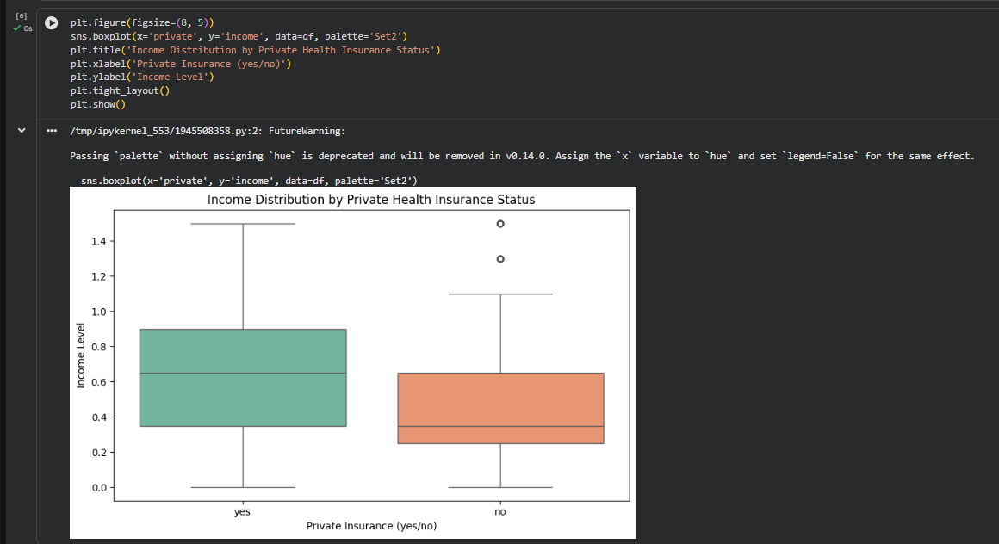 [6]
✓ 0s
plt.figure(figsize=(8, 5))
sns.boxplot(x='private', y='income', data=df, palette='Set2')
plt.title('Income Distribution by Private Health Insurance Status')
plt.xlabel('Private Insurance (yes/no)')
plt.ylabel('Income Level')
plt.tight_layout()
plt.show()
/tmp/ipykernel_553/1945508358.py:2: FutureWarning:
Passing `palette` without assigning `hue` is deprecated and will be removed in v0.14.0. Assign the `x` variable to `hue` and set `legend=False` for the same effect.
sns.boxplot(x='private', y='income', data=df, palette='Set2')
Income Distribution by Private Health Insurance Status
1.4
1.2
1.0
0.8
0.6
0.4
0.2
0.0
Income Level
yes
no
Private Insurance (yes/no)